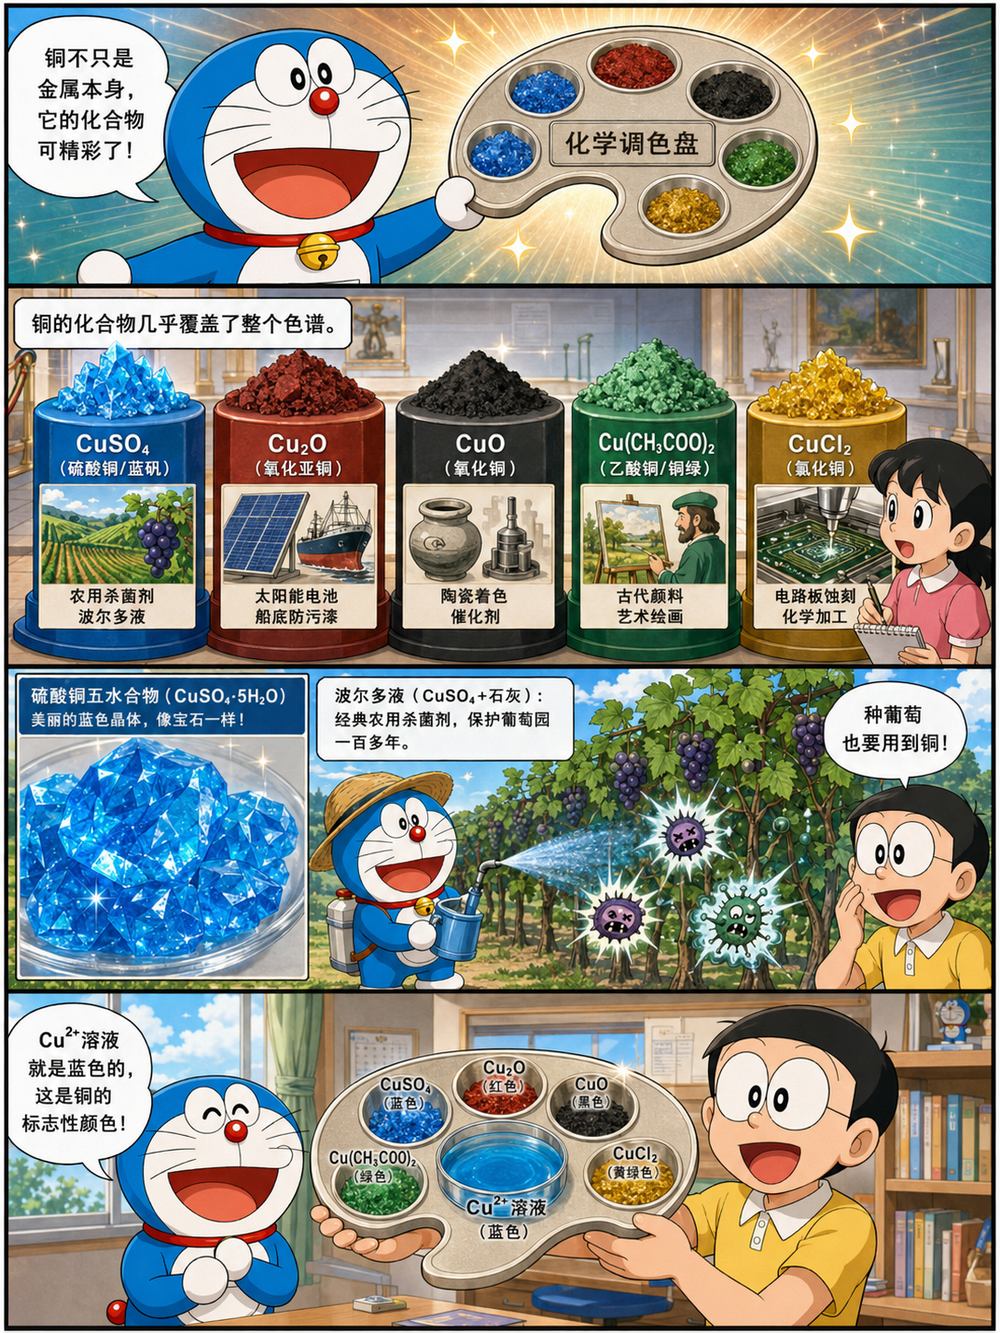 铜不只是
金属本身，
它的化合物
可精彩了！
化学调色盘
铜的化合物几乎覆盖了整个色谱。
CuSO₄
（硫酸铜/蓝矾）
农用杀菌剂
波尔多液
Cu₂O
（氧化亚铜）
太阳能电池
船底防污漆
CuO
（氧化铜）
陶瓷着色
催化剂
Cu(CH₃COO)₂
（乙酸铜/铜绿）
古代颜料
艺术绘画
CuCl₂
（氯化铜）
电路板蚀刻
化学加工
硫酸铜五水合物（CuSO₄·5H₂O）
美丽的蓝色晶体，像宝石一样！
波尔多液（CuSO₄+石灰）：
经典农用杀菌剂，保护葡萄园
一百多年。
种葡萄
也要用到铜！
Cu²⁺溶液
就是蓝色的，
这是铜的
标志性颜色！
CuSO₄
（蓝色）
Cu₂O
（红色）
CuO
（黑色）
Cu(CH₃COO)₂
（绿色）
CuCl₂
（黄绿色）
Cu²⁺溶液
（蓝色）